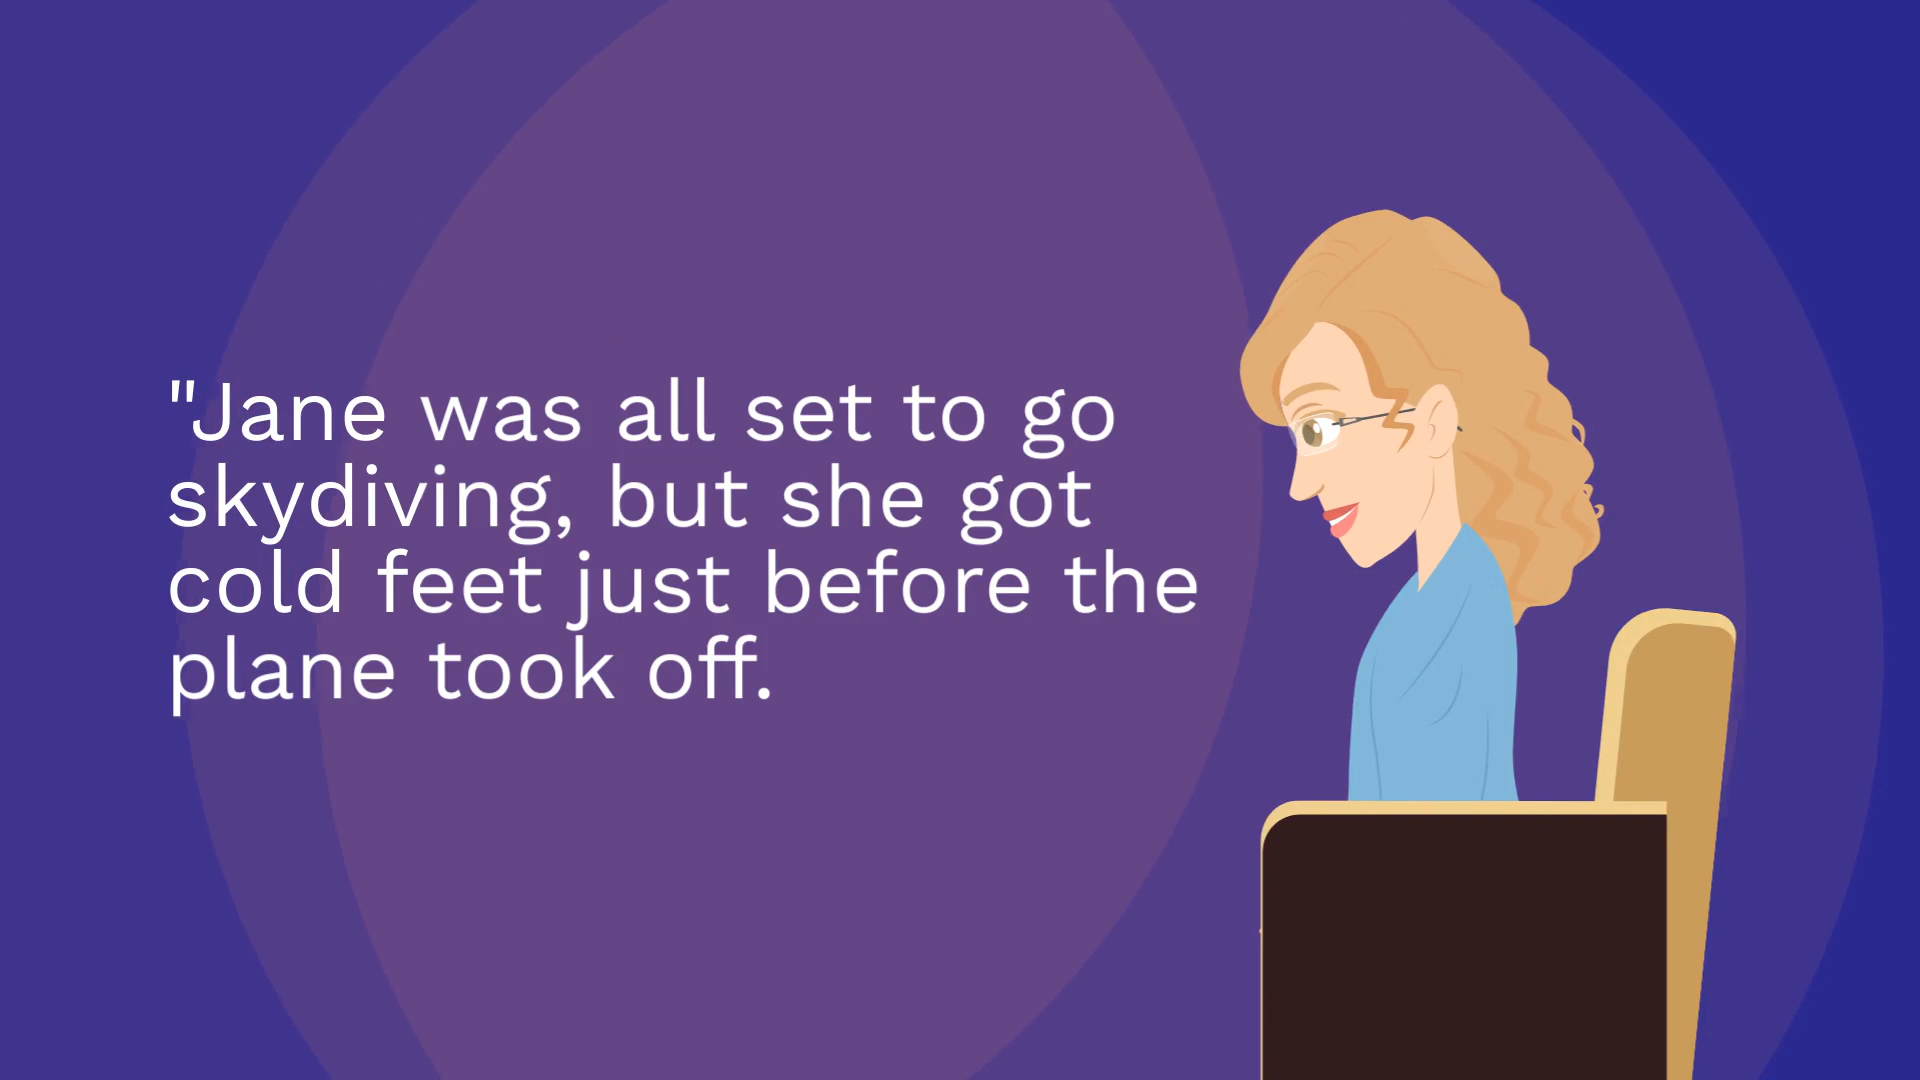 "Jane was all set to go
skydiving, but she got
cold feet just before the
plane took off.